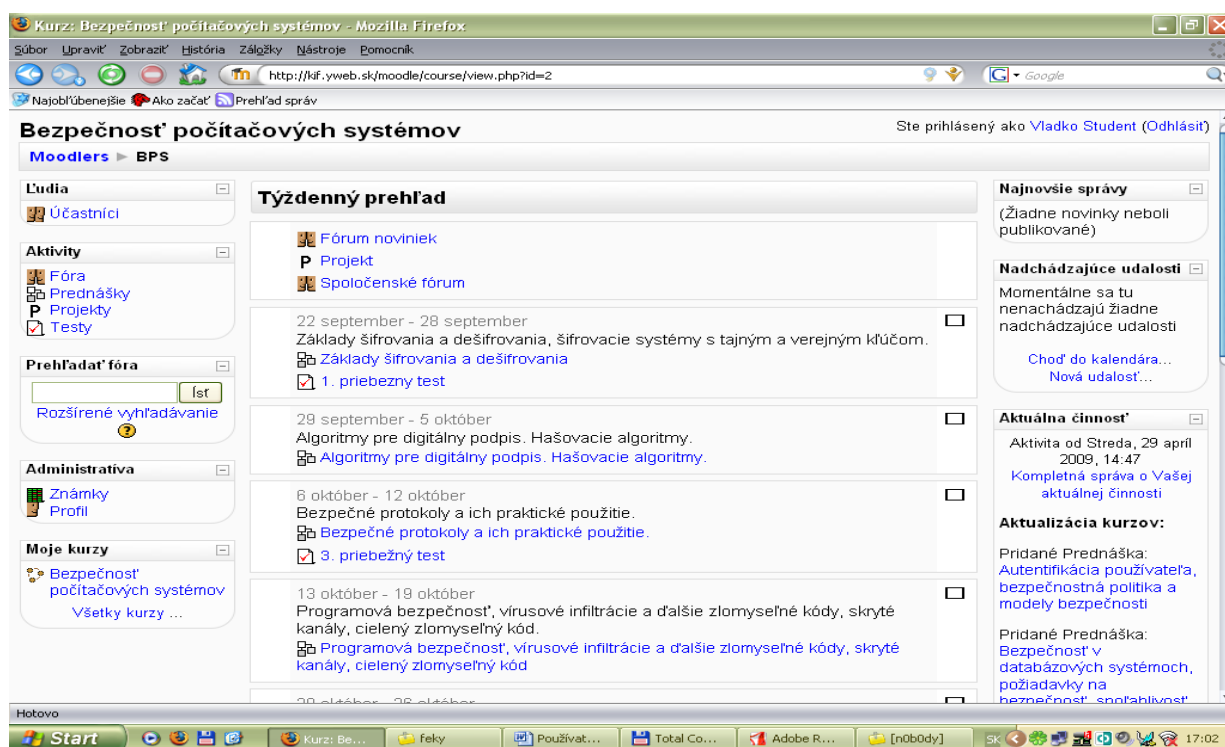 Kurz: Bezpečnosť počítačových systémov - Mozilla Firefox
Súbor Upraviť Zobraziť História Záložky Nástroje Pomocník
http://kif.yweb.sk/moodle/course/view.php?id=2
Google
Najobľúbenejšie Ako začať Prehľad správ
Bezpečnosť počítačových systémov
Ste prihlásený ako Vladko Student (Odhlásiť)
Moodlers ► BPS
Ľudia
Účastníci
Aktivity
Fóra
Prednášky
Projekty
Testy
Prehľadať fóra
Ísť
Rozšírené vyhľadávanie
Administratíva
Známky
Profil
Moje kurzy
Bezpečnosť
počítačových systémov
Všetky kurzy ...
Týždenný prehľad
Fórum noviniek
P Projekt
Spoločenské fórum
22 september - 28 september
Základy šifrovania a dešifrovania, šifrovacie systémy s tajným a verejným kľúčom.
Základy šifrovania a dešifrovania
1. priebezny test
29 september - 5 október
Algoritmy pre digitálny podpis. Hašovacie algoritmy.
Algoritmy pre digitálny podpis. Hašovacie algoritmy.
6 október - 12 október
Bezpečné protokoly a ich praktické použitie.
Bezpečné protokoly a ich praktické použitie.
3. priebežný test
13 október - 19 október
Programová bezpečnosť, vírusové infiltrácie a ďalšie zlomyseľné kódy, skryté
kanály, cielený zlomyseľný kód.
Programová bezpečnosť, vírusové infiltrácie a ďalšie zlomyseľné kódy, skryté
kanály, cielený zlomyseľný kód
20 október - 26 október
Najnovšie správy
(Žiadne novinky neboli
publikované)
Nadchádzajúce udalosti
Momentálne sa tu
nenachádzajú žiadne
nadchádzajúce udalosti
Choď do kalendára...
Nová udalosť...
Aktuálna činnosť
Aktivita od Streda, 29 apríl
2009, 14:47
Kompletná správa o Vašej
aktuálnej činnosti
Aktualizácia kurzov:
Pridané Prednáška:
Autentifikácia používateľa,
bezpečnostná politika a
modely bezpečnosti
Pridané Prednáška:
Bezpečnosť v
databázových systémoch,
požiadavky na
bezpečnosť, spoľahlivosť
Hotovo
Start Kurz: Be... feky Používat... Total Co... Adobe R... [n0b0dy] SK 17:02